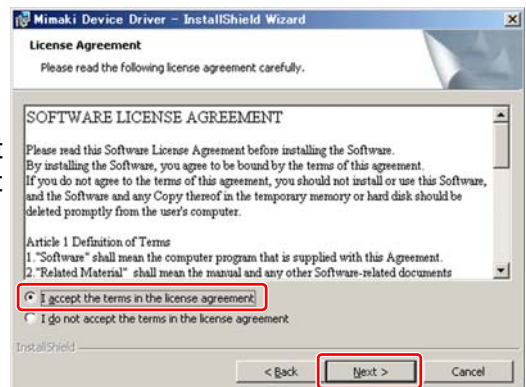 Mimaki Device Driver - InstallShield Wizard
License Agreement
Please read the following license agreement carefully.
SOFTWARE LICENSE AGREEMENT
Please read this Software License Agreement before installing the Software.
By installing the Software, you agree to be bound by the terms of this agreement.
If you do not agree to the terms of this agreement, you should not install or use this Software,
and the Software and any Copy thereof in the temporary memory or hard disk should be
deleted promptly from the user's computer.
Article 1 Definition of Terms
1."Software" shall mean the computer program that is supplied with this Agreement.
2."Related Material" shall mean the manual and any other Software-related documents
I accept the terms in the license agreement
I do not accept the terms in the license agreement
InstallShield
< Back
Next >
Cancel